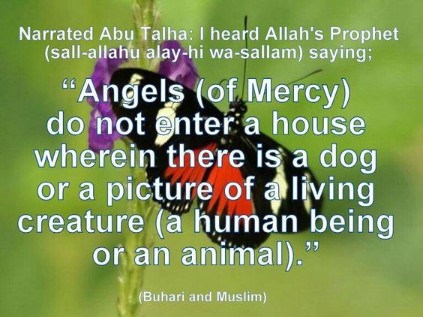 Narrated Abu Talha: I heard Allah's Prophet
(sall-allahu alay-hi wa-sallam) saying;
“Angels (of Mercy)
do not enter a house
wherein there is a dog
or a picture of a living
creature (a human being
or an animal).”
(Buhari and Muslim)